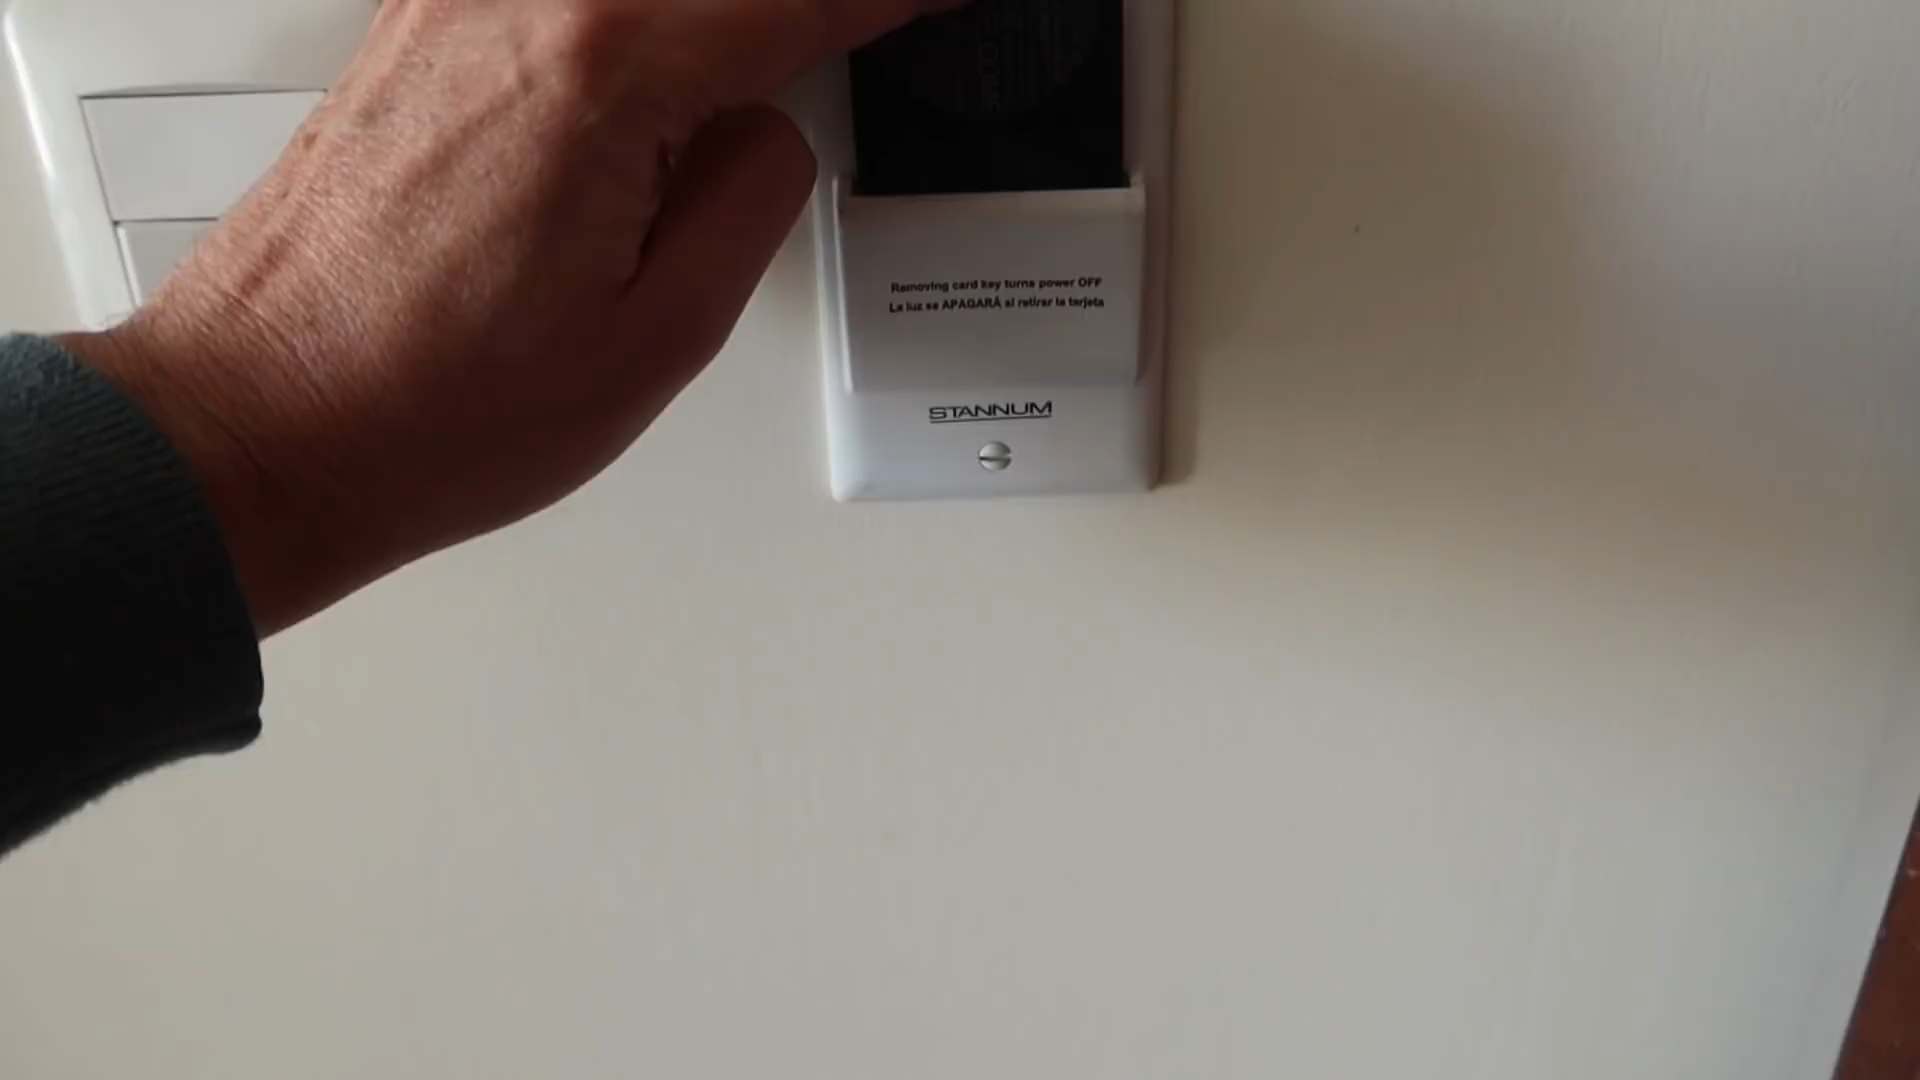 Removing card key turns power OFF
La luz se APAGARÁ al retirar la tarjeta
STANNUM